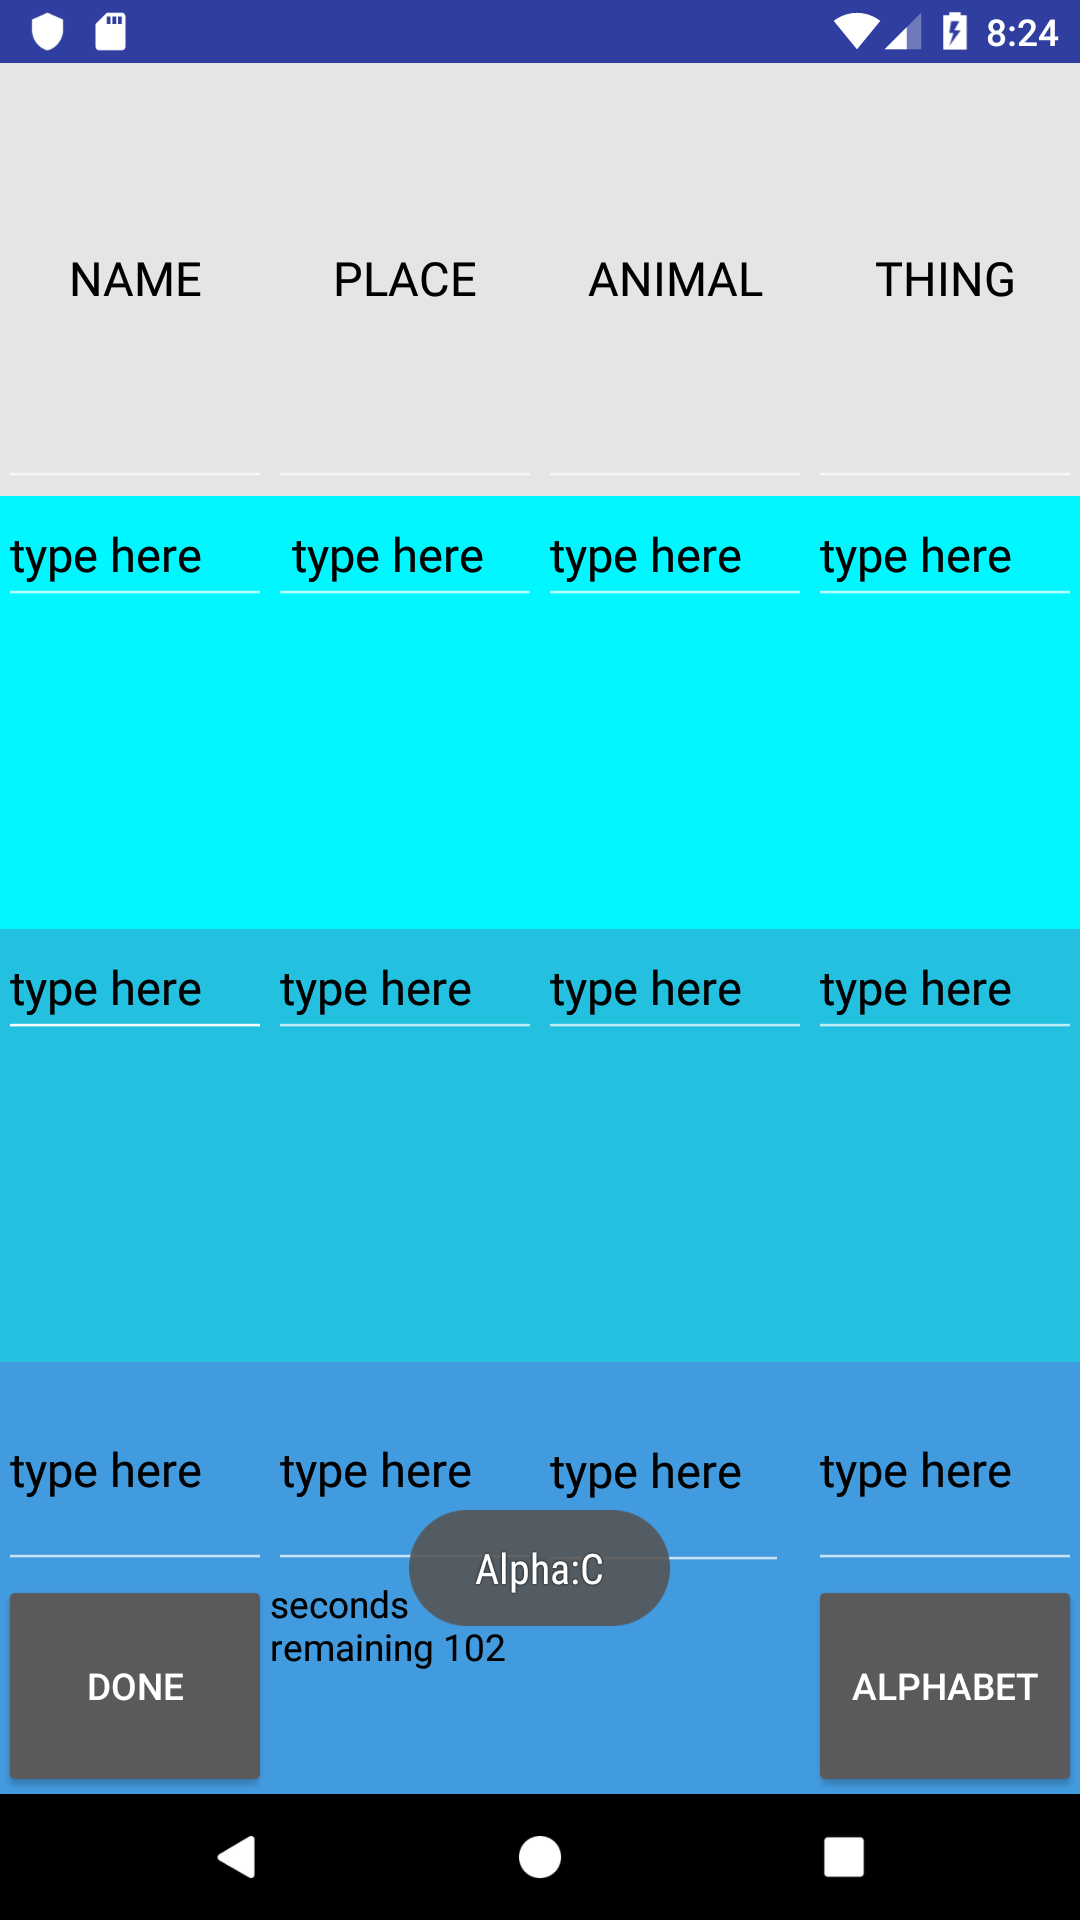 8:24
NAME PLACE ANIMAL THING
type here type here type here type here
type here type here type here type here
type here type here type here type here
Alpha:C
seconds
remaining 102
DONE ALPHABET